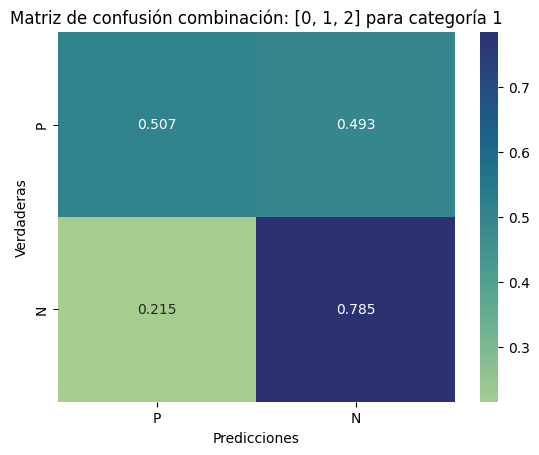 Matriz de confusión combinación: [0, 1, 2] para categoría 1
0.507 0.493
0.215 0.785
P
N
Verdaderas
P N
Predicciones
0.7
0.6
0.5
0.4
0.3